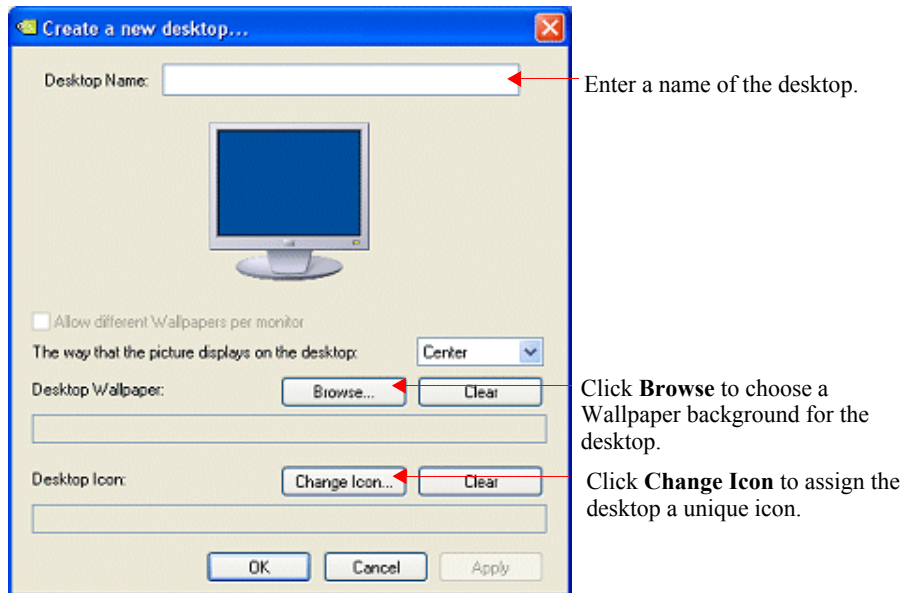 Create a new desktop...
Desktop Name:
Enter a name of the desktop.
Allow different Wallpapers per monitor
The way that the picture displays on the desktop:
Center
Desktop Wallpaper:
Browse...
Clear
Click Browse to choose a
Wallpaper background for the
desktop.
Desktop Icon:
Change Icon...
Clear
Click Change Icon to assign the
desktop a unique icon.
OK
Cancel
Apply